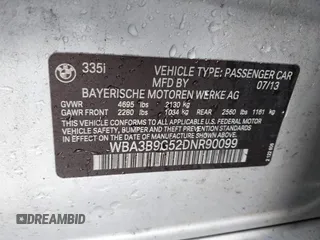 335i
VEHICLE TYPE: PASSENGER CAR
MFD BY
07/13
BAYERISCHE MOTOREN WERKE AG
GVWR 4695 lbs 2130 kg
GAWR FRONT 2280 lbs 1034 kg REAR 2560 lbs 1161 kg
THIS VEHICLE CONFORMS TO ALL APPLICABLE U.S. FEDERAL MOTOR
VEHICLE SAFETY, BUMPER AND THEFT PREVENTION STANDARDS IN
EFFECT ON THE DATE OF MANUFACTURE SHOWN ABOVE.
WBA3B9G52DNR90099
DREAMBID
DREAMBID.COM